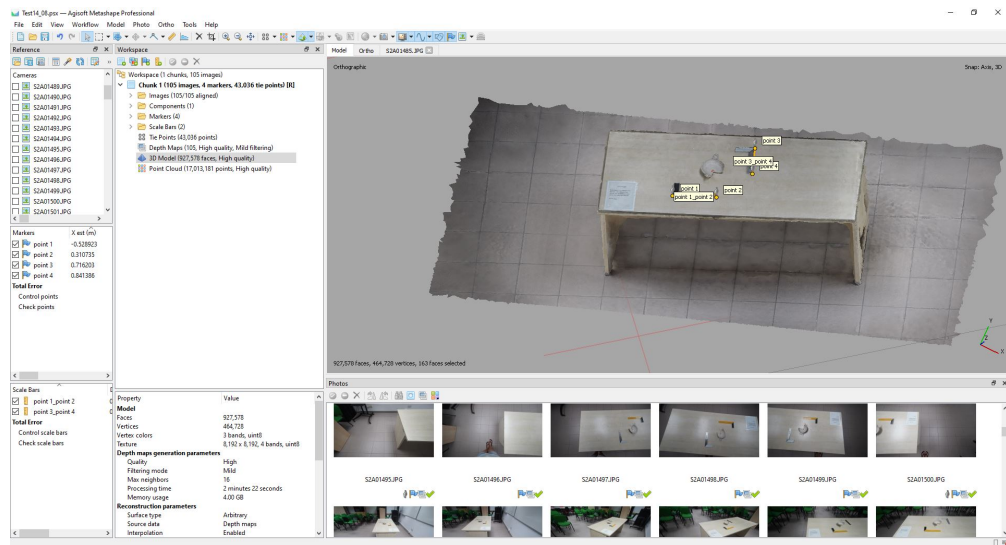 Test14_08.psx — Agisoft Metashape Professional
File Edit View Workflow Model Photo Ortho Tools Help
Reference
Workspace
Model Ortho S2A01485.JPG
Cameras
S2A01489.JPG
S2A01490.JPG
S2A01491.JPG
S2A01492.JPG
S2A01493.JPG
S2A01494.JPG
S2A01495.JPG
S2A01496.JPG
S2A01497.JPG
S2A01498.JPG
S2A01499.JPG
S2A01500.JPG
S2A01501.JPG
Markers X est (m)
point 1 -0.528923
point 2 0.310735
point 3 0.716203
point 4 0.841386
Total Error
Control points
Check points
Scale Bars
point 1_point 2
point 3_point 4
Total Error
Control scale bars
Check scale bars
Workspace (1 chunks, 105 images)
Chunk 1 (105 images, 4 markers, 43,036 tie points) [R]
Images (105/105 aligned)
Components (1)
Markers (4)
Scale Bars (2)
Tie Points (43,036 points)
Depth Maps (105, High quality, Mild filtering)
3D Model (927,578 faces, High quality)
Point Cloud (17,013,181 points, High quality)
Property Value
Model
Faces 927,578
Vertices 464,728
Vertex colors 3 bands, uint8
Texture 8,192 x 8,192, 4 bands, uint8
Depth maps generation parameters
Quality High
Filtering mode Mild
Max neighbors 16
Processing time 2 minutes 22 seconds
Memory usage 4.00 GB
Reconstruction parameters
Surface type Arbitrary
Source data Depth maps
Interpolation Enabled
Orthographic
Snap: Axis, 3D
point 3
point 3_point 4
point 4
point 1
point 2
point 1_point 2
Y
Z
X
927,578 faces, 464,728 vertices, 163 faces selected
Photos
S2A01495.JPG S2A01496.JPG S2A01497.JPG S2A01498.JPG S2A01499.JPG S2A01500.JPG